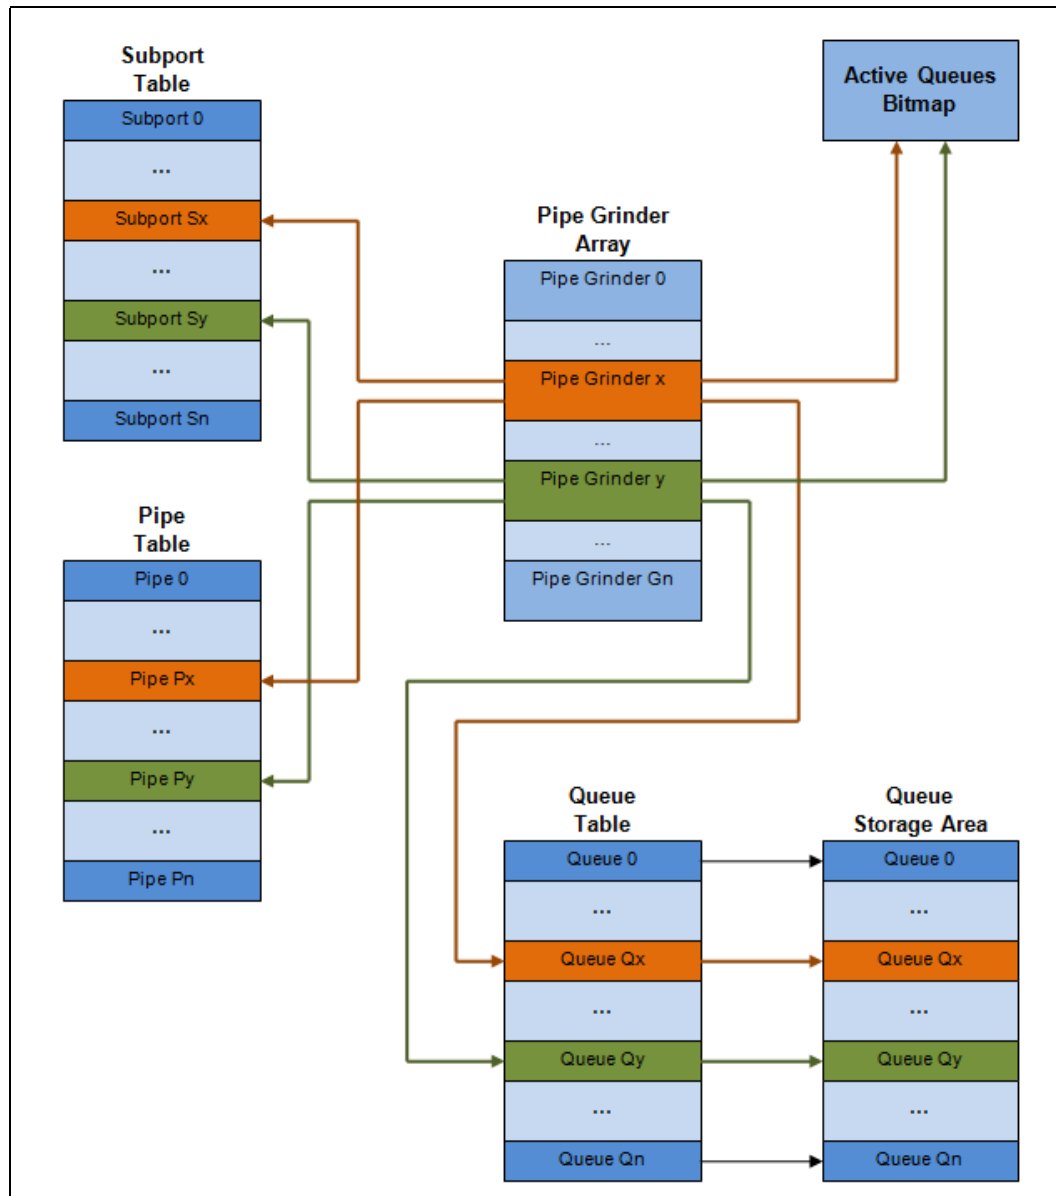 Subport
Table
Subport 0
...
Subport Sx
...
Subport Sy
...
Subport Sn
Active Queues
Bitmap
Pipe Grinder
Array
Pipe Grinder 0
...
Pipe Grinder x
...
Pipe Grinder y
...
Pipe Grinder Gn
Pipe
Table
Pipe 0
...
Pipe Px
...
Pipe Py
...
Pipe Pn
Queue
Table
Queue 0
...
Queue Qx
...
Queue Qy
...
Queue Qn
Queue
Storage Area
Queue 0
...
Queue Qx
...
Queue Qy
...
Queue Qn